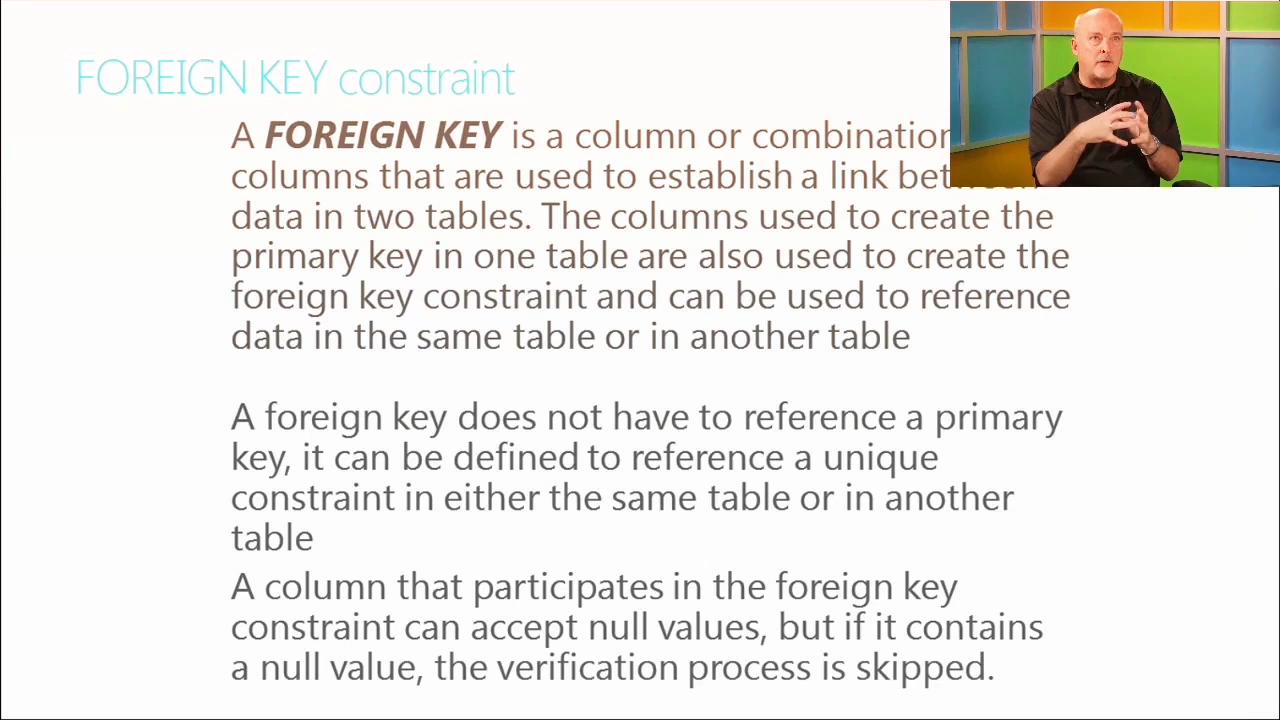 FOREIGN KEY constraint
A FOREIGN KEY is a column or combination
columns that are used to establish a link between
data in two tables. The columns used to create the
primary key in one table are also used to create the
foreign key constraint and can be used to reference
data in the same table or in another table
A foreign key does not have to reference a primary
key, it can be defined to reference a unique
constraint in either the same table or in another
table
A column that participates in the foreign key
constraint can accept null values, but if it contains
a null value, the verification process is skipped.